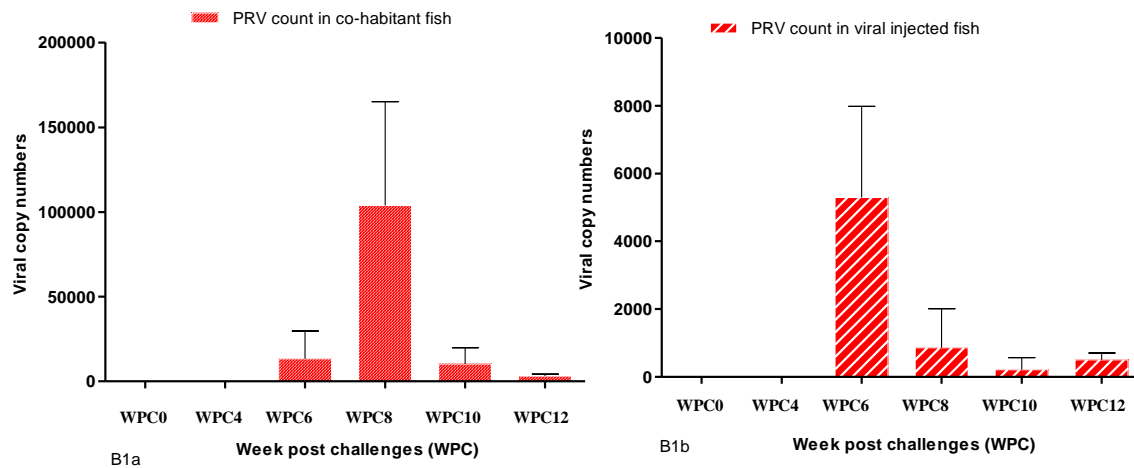 PRV count in co-habitant fish
200000
150000
100000
50000
0
Viral copy numbers
WPC0 WPC4 WPC6 WPC8 WPC10 WPC12
Week post challenges (WPC)
B1a
PRV count in viral injected fish
10000
8000
6000
4000
2000
0
Viral copy numbers
WPC0 WPC4 WPC6 WPC8 WPC10 WPC12
Week post challenges (WPC)
B1b